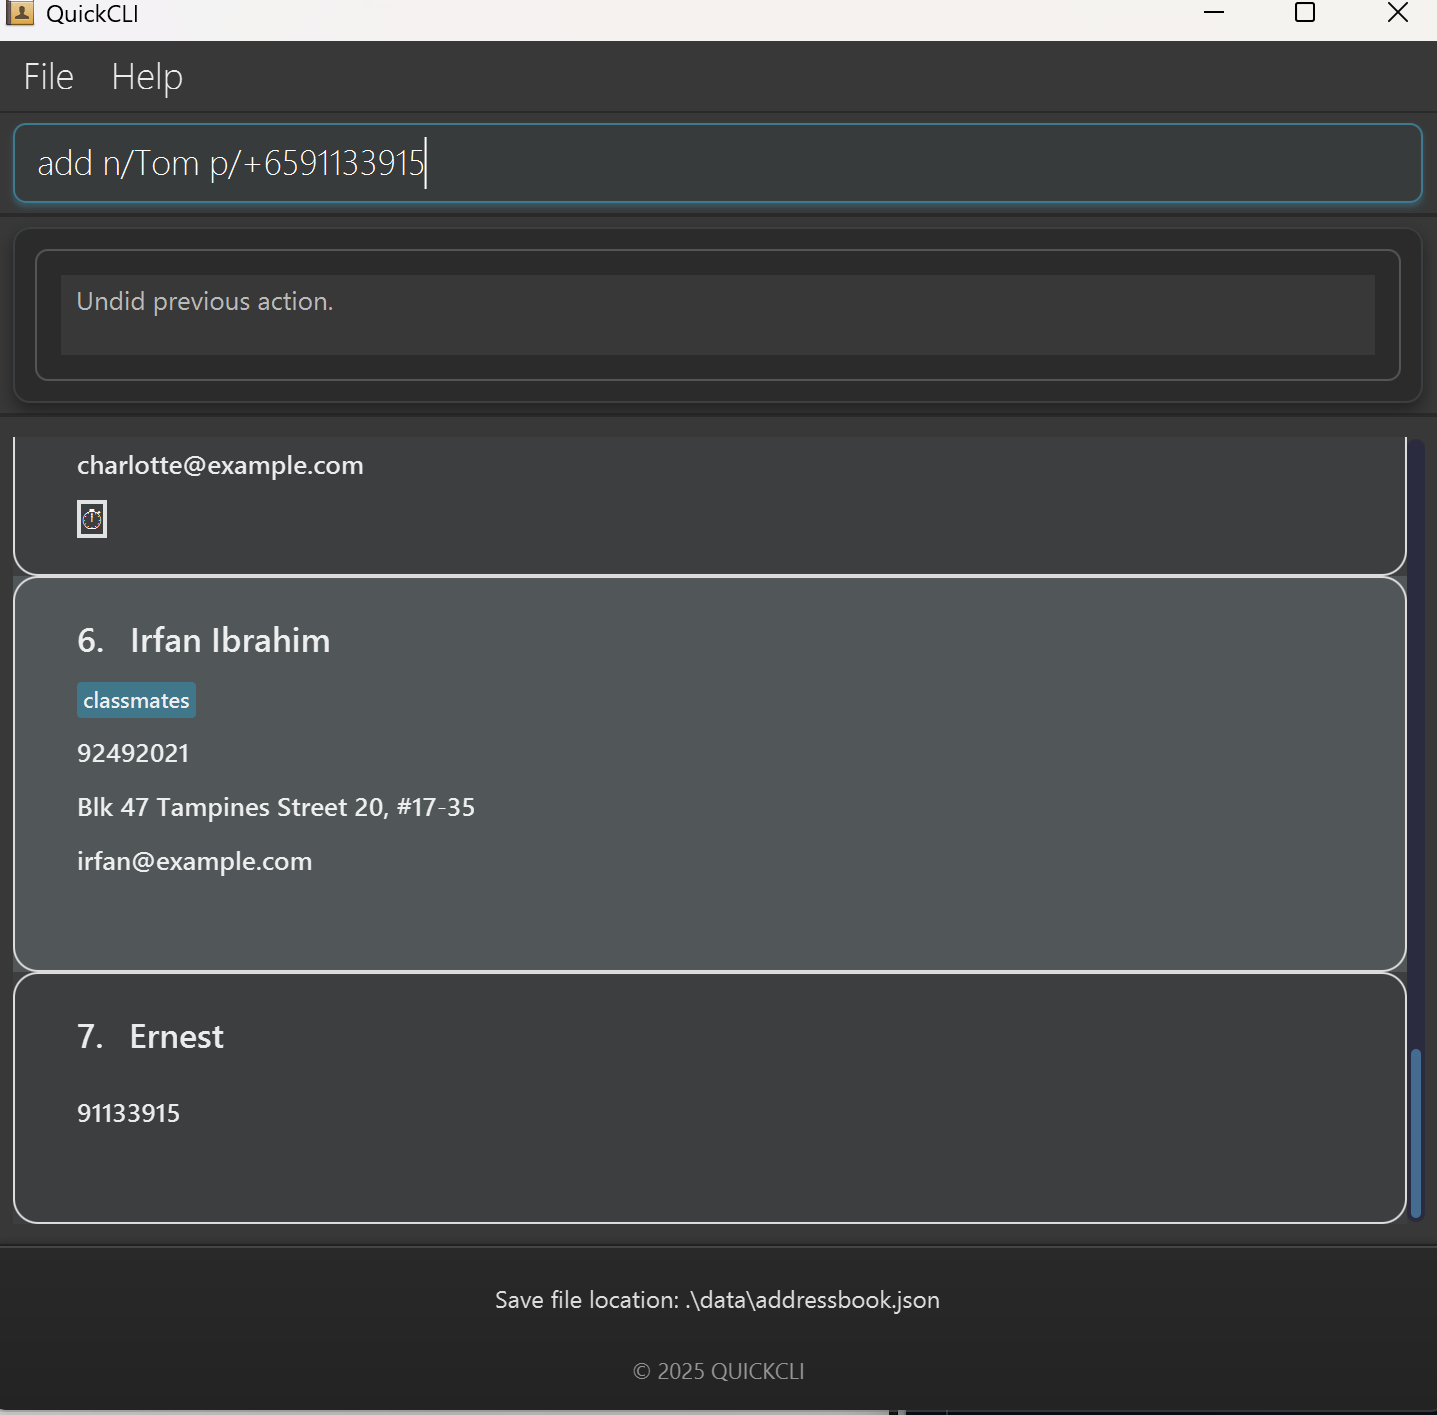 QuickCLI
File Help
add n/Tom p/+6591133915
Undid previous action.
charlotte@example.com
6. Irfan Ibrahim
classmates
92492021
Blk 47 Tampines Street 20, #17-35
irfan@example.com
7. Ernest
91133915
Save file location: .\data\addressbook.json
© 2025 QUICKCLI